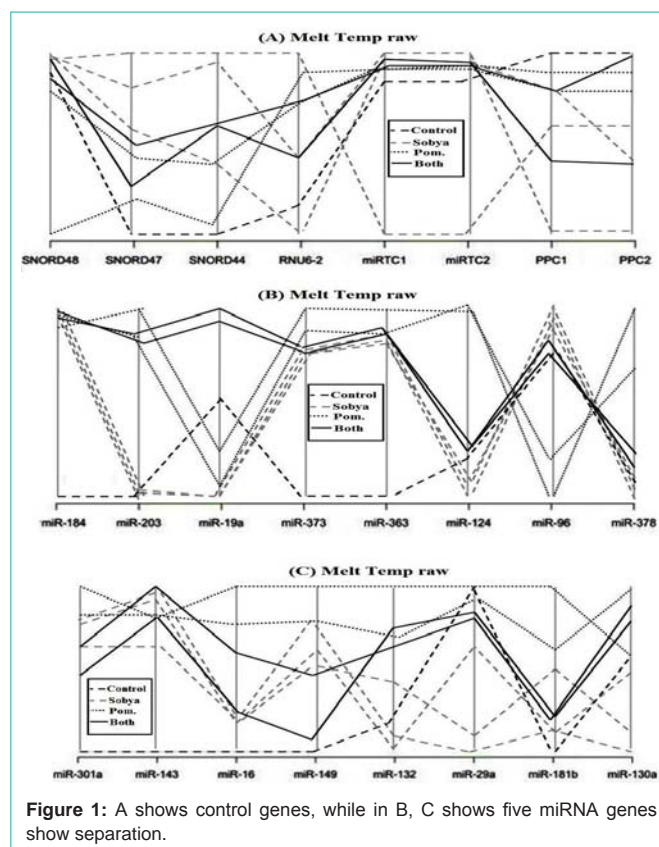 (A) Melt Temp raw
Control
Sobya
Pom.
Both
SNORD48 SNORD47 SNORD44 RNU6-2 miRTC1 miRTC2 PPC1 PPC2
(B) Melt Temp raw
Control
Sobya
Pom.
Both
miR-184 miR-203 miR-19a miR-373 miR-363 miR-124 miR-96 miR-378
(C) Melt Temp raw
Control
Sobya
Pom.
Both
miR-301a miR-143 miR-16 miR-149 miR-132 miR-29a miR-181b miR-130a
Figure 1: A shows control genes, while in B, C shows five miRNA genes
show separation.